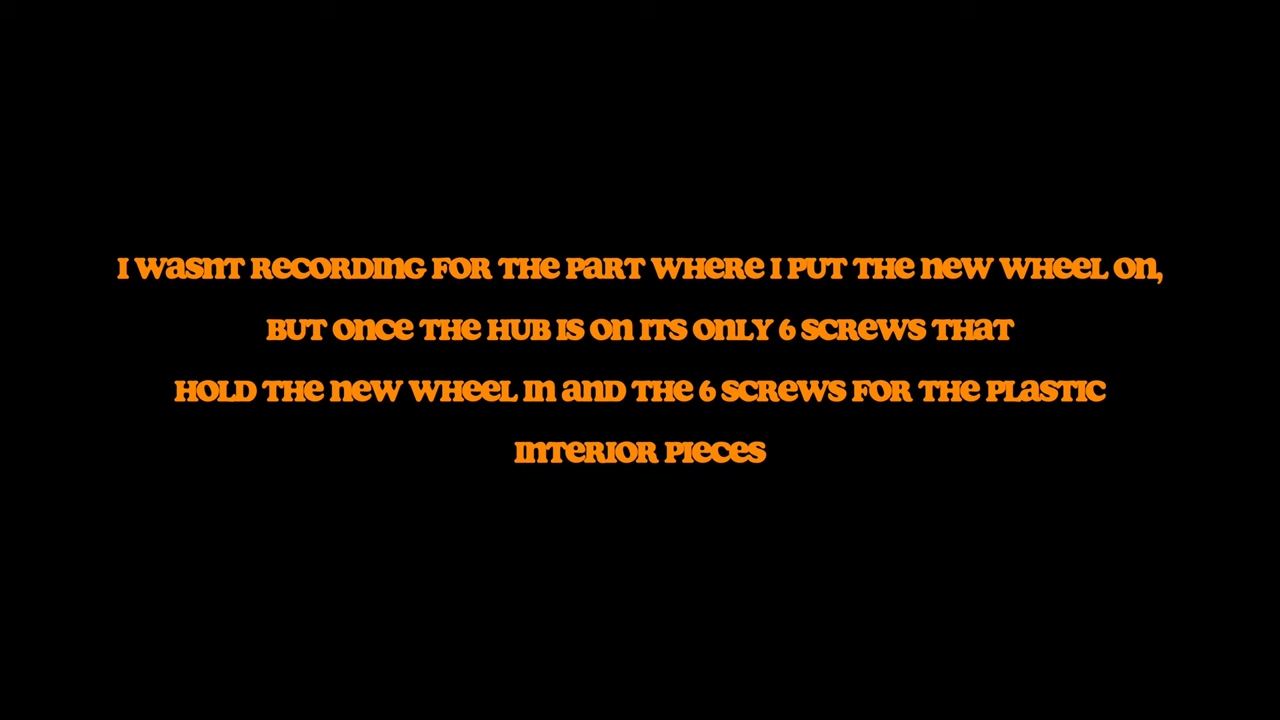 I WASNT RECORDING FOR THE PART WHERE I PUT THE NEW WHEEL ON,
BUT ONCE THE HUB IS ON ITS ONLY 6 SCREWS THAT
HOLD THE NEW WHEEL IN AND THE 6 SCREWS FOR THE PLASTIC
INTERIOR PIECES